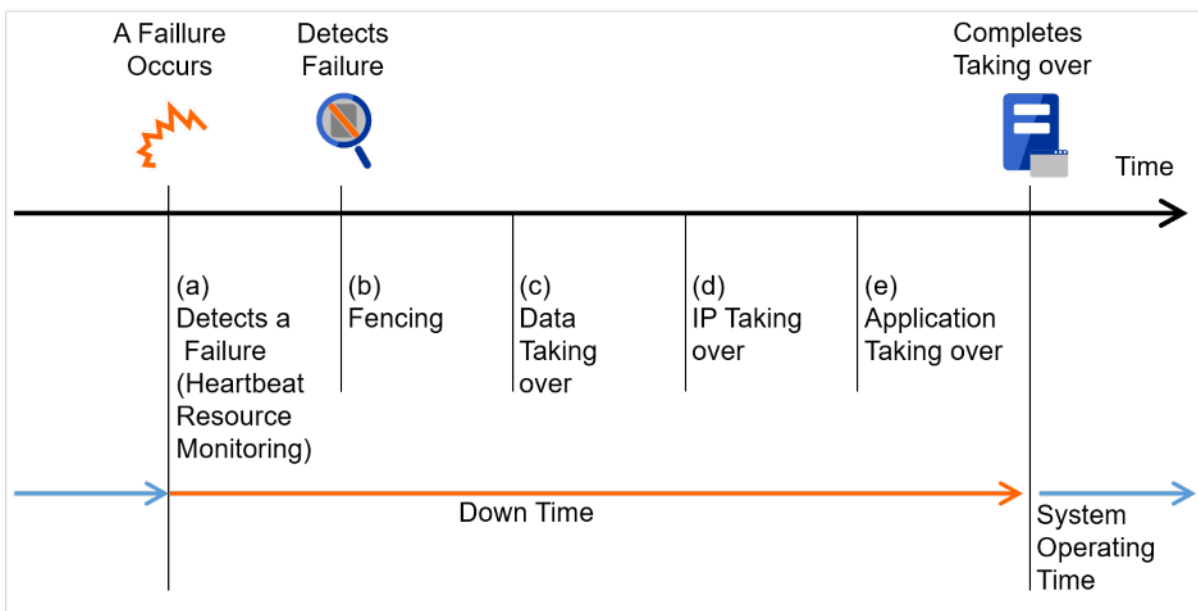 A Faillure
Occurs
Detects
Failure
Completes
Taking over
Time
(a)
Detects a
Failure
(Heartbeat
Resource
Monitoring)
(b)
Fencing
(c)
Data
Taking
over
(d)
IP Taking
over
(e)
Application
Taking over
Down Time
System
Operating
Time